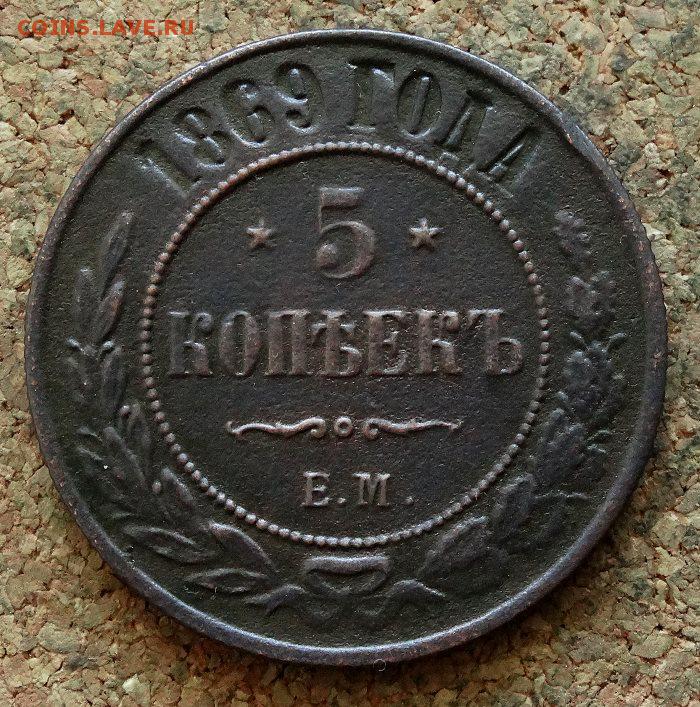 COINS.LAVE.RU
1869 ГОДА
★ 5 ★
КОПѢЕКЪ
Е.М.